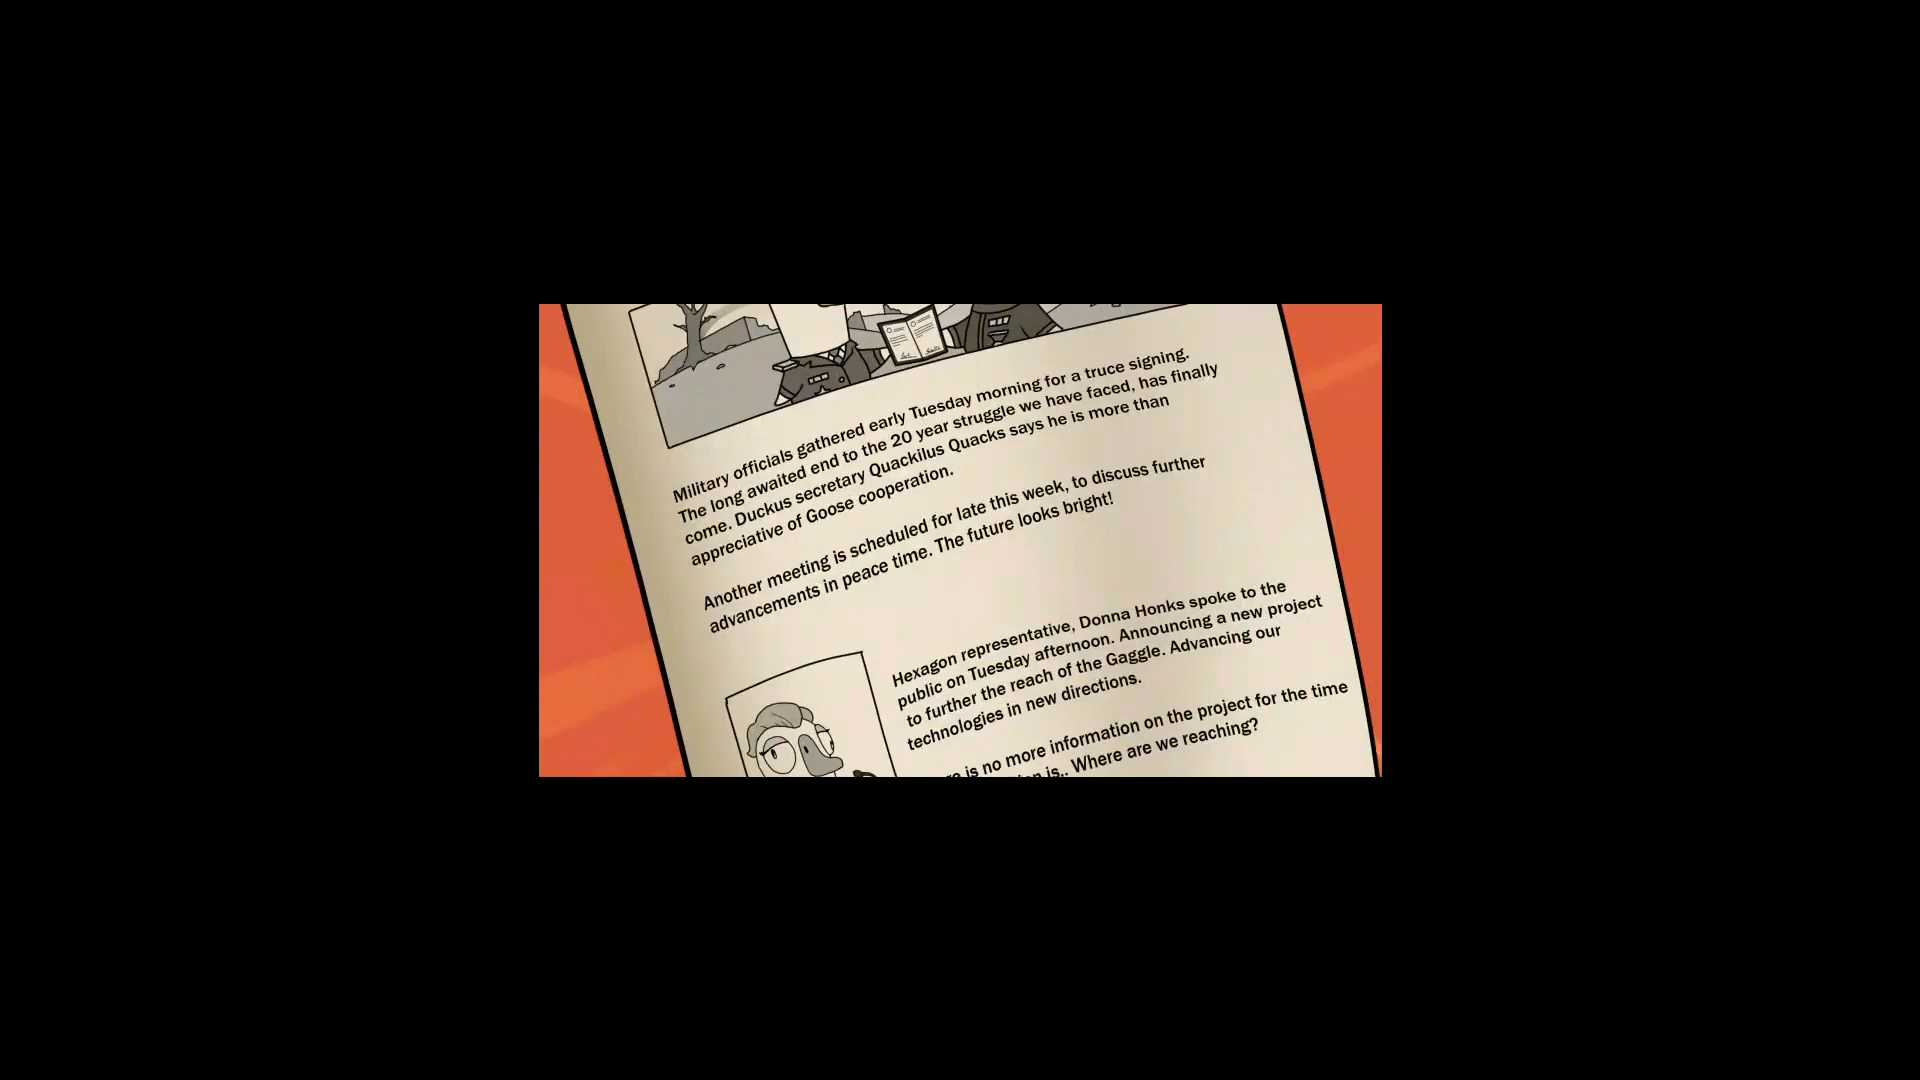 Military officials gathered early Tuesday morning for a truce signing.
The long awaited end to the 20 year struggle we have faced, has finally
come. Duckus secretary Quackilus Quacks says he is more than
appreciative of Goose cooperation.
Another meeting is scheduled for late this week, to discuss further
advancements in peace time. The future looks bright!
Hexagon representative, Donna Honks spoke to the
public on Tuesday afternoon. Announcing a new project
to further the reach of the Gaggle. Advancing our
technologies in new directions.
is no more information on the project for the time
is.. Where are we reaching?